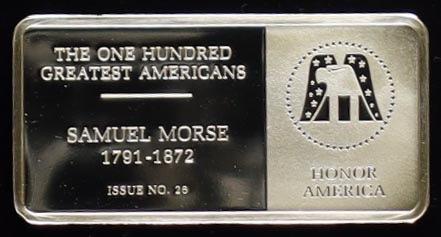 THE ONE HUNDRED
GREATEST AMERICANS
SAMUEL MORSE
1791-1872
ISSUE NO. 28
HONOR
AMERICA